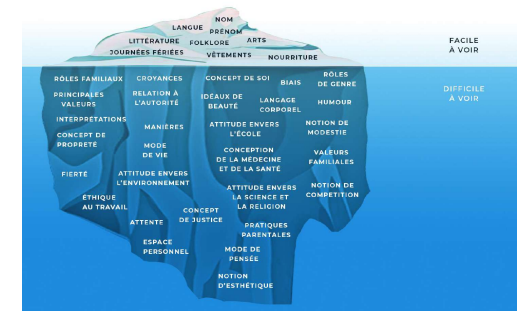 NOM
LANGUE
PRÉNOM
LITTÉRATURE
FOLKLORE
ARTS
JOURNÉES FÉRIÉES
VÊTEMENTS
NOURRITURE
FACILE
À VOIR
DIFFICILE
À VOIR
RÔLES FAMILIAUX
CROYANCES
CONCEPT DE SOI
BIAIS
RÔLES
DE GENRE
PRINCIPALES
VALEURS
RELATION À
L'AUTORITÉ
IDÉAUX DE
BEAUTÉ
LANGAGE
CORPOREL
HUMOUR
INTERPRÉTATIONS
MANIÈRES
ATTITUDE ENVERS
L'ÉCOLE
NOTION DE
MODESTIE
CONCEPT DE
PROPRETÉ
MODE
DE VIE
CONCEPTION
DE LA MÉDECINE
ET DE LA SANTÉ
VALEURS
FAMILIALES
FIERTÉ
ATTITUDE ENVERS
L'ENVIRONNEMENT
ATTITUDE ENVERS
LA SCIENCE ET
LA RELIGION
NOTION DE
COMPETITION
ÉTHIQUE
AU TRAVAIL
ATTENTE
CONCEPT
DE JUSTICE
PRATIQUES
PARENTALES
ESPACE
PERSONNEL
MODE DE
PENSÉE
NOTION
D'ESTHÉTIQUE